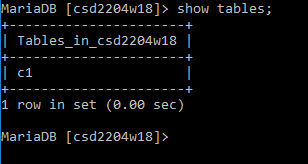 MariaDB [csd2204w18]> show tables;
+----------------------+
| Tables_in_csd2204w18 |
+----------------------+
| c1                   |
+----------------------+
1 row in set (0.00 sec)
MariaDB [csd2204w18]>